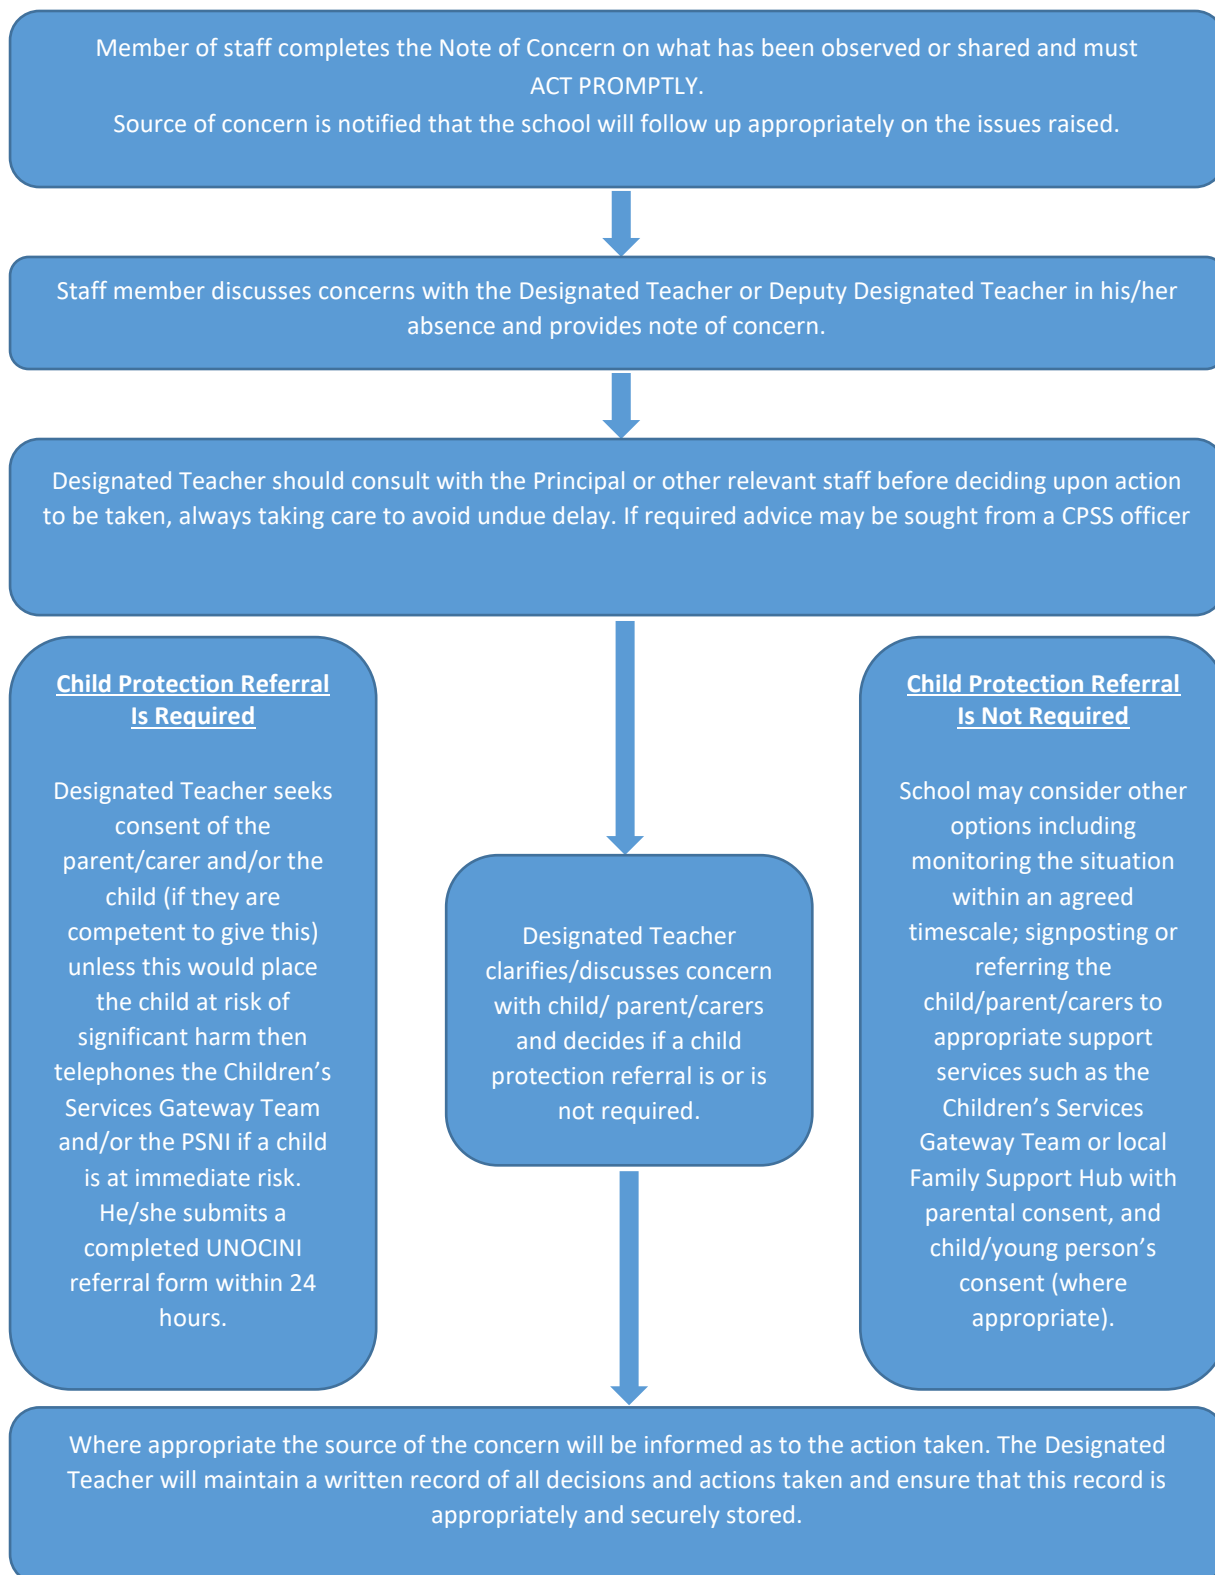 Member of staff completes the Note of Concern on what has been observed or shared and must
ACT PROMPTLY.
Source of concern is notified that the school will follow up appropriately on the issues raised.
Staff member discusses concerns with the Designated Teacher or Deputy Designated Teacher in his/her
absence and provides note of concern.
Designated Teacher should consult with the Principal or other relevant staff before deciding upon action
to be taken, always taking care to avoid undue delay. If required advice may be sought from a CPSS officer
Child Protection Referral
Is Required
Designated Teacher seeks
consent of the
parent/carer and/or the
child (if they are
competent to give this)
unless this would place
the child at risk of
significant harm then
telephones the Children's
Services Gateway Team
and/or the PSNI if a child
is at immediate risk.
He/she submits a
completed UNOCINI
referral form within 24
hours.
Designated Teacher
clarifies/discusses concern
with child/ parent/carers
and decides if a child
protection referral is or is
not required.
Child Protection Referral
Is Not Required
School may consider other
options including
monitoring the situation
within an agreed
timescale; signposting or
referring the
child/parent/carers to
appropriate support
services such as the
Children's Services
Gateway Team or local
Family Support Hub with
parental consent, and
child/young person's
consent (where
appropriate).
Where appropriate the source of the concern will be informed as to the action taken. The Designated
Teacher will maintain a written record of all decisions and actions taken and ensure that this record is
appropriately and securely stored.